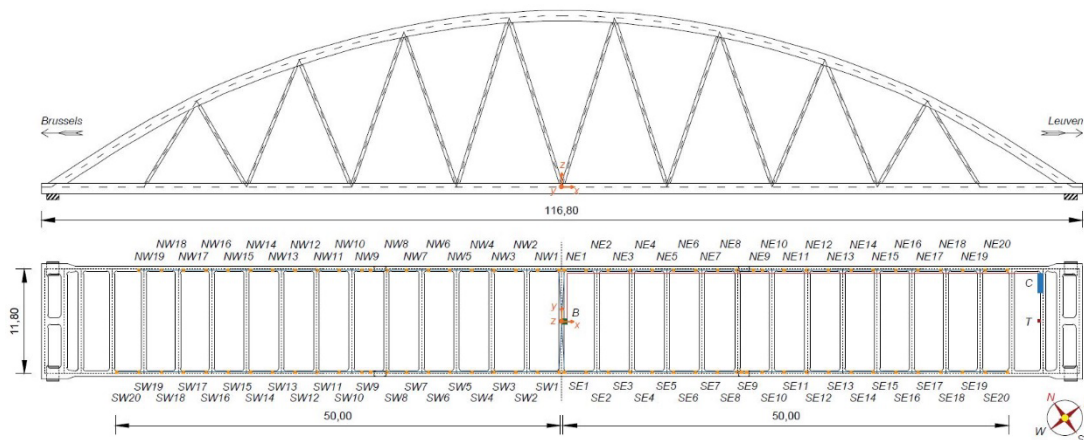 Brussels
Leuven
z
y x
116,80
NW18 NW16 NW14 NW12 NW10 NW8 NW6 NW4 NW2 NE2 NE4 NE6 NE8 NE10 NE12 NE14 NE16 NE18 NE20
NW19 NW17 NW15 NW13 NW11 NW9 NW7 NW5 NW3 NW1 NE1 NE3 NE5 NE7 NE9 NE11 NE13 NE15 NE17 NE19
11,80
y
B
z x
C
T
SW19 SW17 SW15 SW13 SW11 SW9 SW7 SW5 SW3 SW1 SE1 SE3 SE5 SE7 SE9 SE11 SE13 SE15 SE17 SE19
SW20 SW18 SW16 SW14 SW12 SW10 SW8 SW6 SW4 SW2 SE2 SE4 SE6 SE8 SE10 SE12 SE14 SE16 SE18 SE20
50,00 50,00
N
W
S